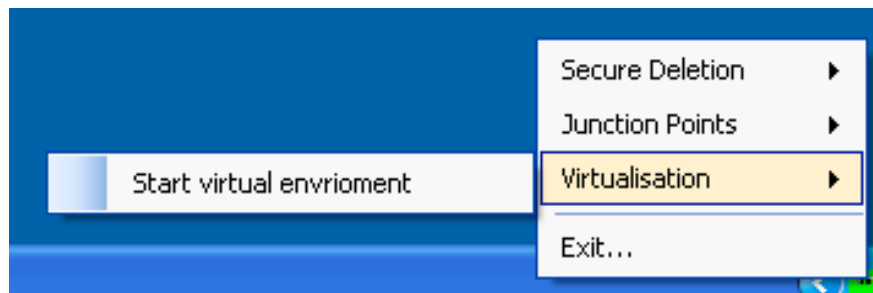 Secure Deletion
Junction Points
Virtualisation
Start virtual envrioment
Exit...